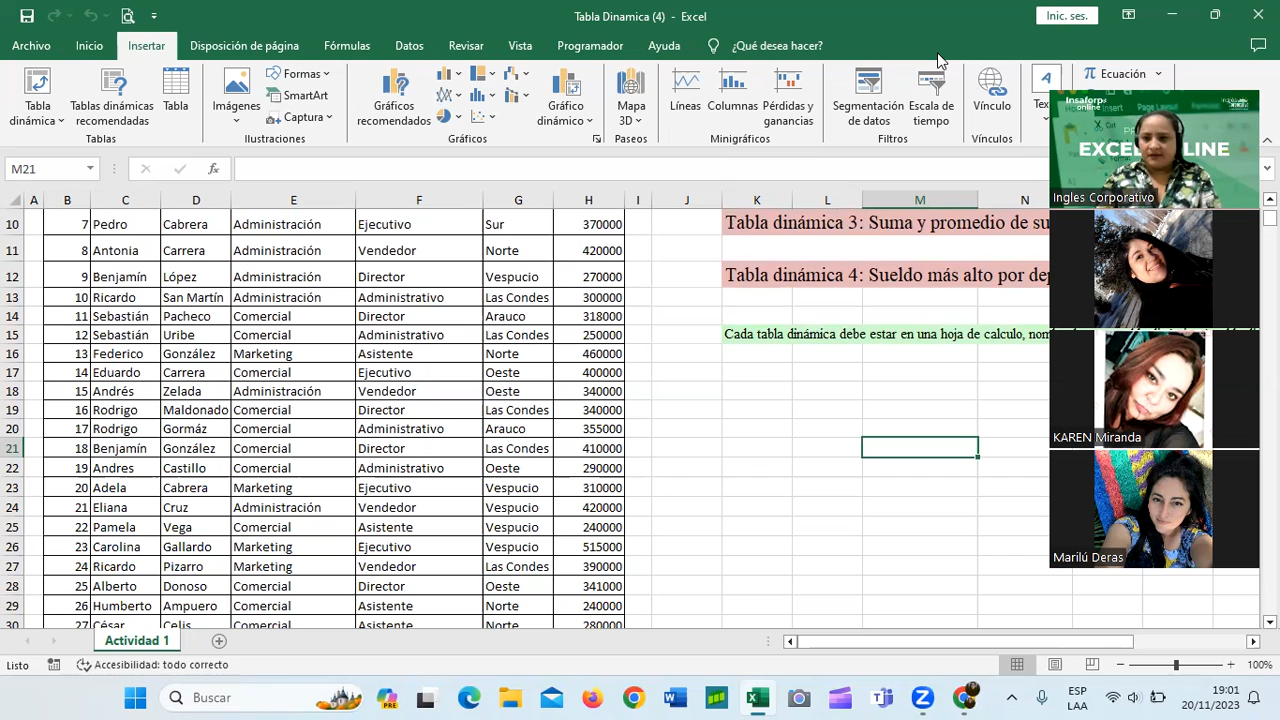 Tabla Dinamica (4) - Excel
Inic. ses.
Archivo Inicio Insertar Disposición de página Fórmulas Datos Revisar Vista Programador Ayuda ¿Qué desea hacer?
Tabla dinámica
Tablas dinámicas recomendadas
Tabla
Tablas
Imágenes
Formas
SmartArt
Captura
Ilustraciones
Gráficos recomendados
Gráfico dinámico
Gráficos
Mapa 3D
Paseos
Líneas
Columnas
Pérdidas y ganancias
Minigráficos
Segmentación de datos
Escala de tiempo
Filtros
Vínculo
Vínculos
Ecuación
M21
fx
A B C D E F G H I J K L M N
10 7 Pedro Cabrera Administración Ejecutivo Sur 370000 Tabla dinámica 3: Suma y promedio de su
11 8 Antonia Carrera Administración Vendedor Norte 420000
12 9 Benjamín López Administración Director Vespucio 270000 Tabla dinámica 4: Sueldo más alto por dep
13 10 Ricardo San Martín Administración Administrativo Las Condes 300000
14 11 Sebastián Pacheco Comercial Director Arauco 318000
15 12 Sebastián Uribe Comercial Administrativo Las Condes 250000 Cada tabla dinámica debe estar en una hoja de calculo, nom
16 13 Federico González Marketing Asistente Norte 460000
17 14 Eduardo Carrera Comercial Ejecutivo Oeste 400000
18 15 Andrés Zelada Administración Vendedor Oeste 340000
19 16 Rodrigo Maldonado Comercial Director Las Condes 340000
20 17 Rodrigo Gormáz Comercial Administrativo Arauco 355000
21 18 Benjamín González Comercial Director Las Condes 410000
22 19 Andres Castillo Comercial Administrativo Oeste 290000
23 20 Adela Cabrera Marketing Ejecutivo Vespucio 310000
24 21 Eliana Cruz Administración Vendedor Vespucio 420000
25 22 Pamela Vega Comercial Asistente Vespucio 240000
26 23 Carolina Gallardo Marketing Ejecutivo Vespucio 515000
27 24 Ricardo Pizarro Marketing Vendedor Las Condes 390000
28 25 Alberto Donoso Comercial Director Oeste 341000
29 26 Humberto Ampuero Comercial Asistente Norte 240000
30 27 César Celis Comercial Asistente Norte 280000
Ingles Corporativo
KAREN Miranda
Marilú Deras
Actividad 1
Listo
Accesibilidad: todo correcto
100%
Buscar
ESP
LAA
19:01
20/11/2023